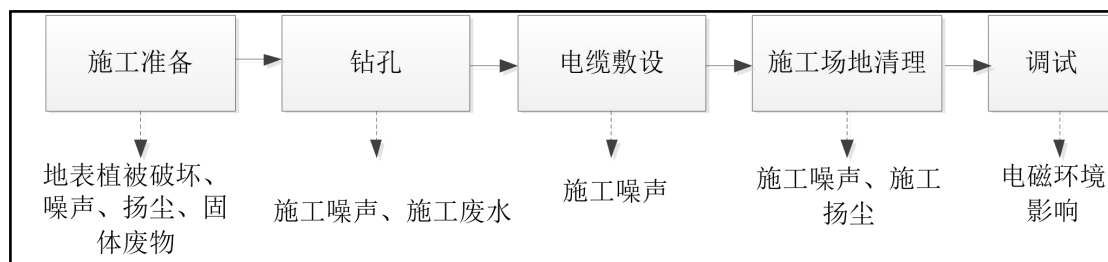 施工准备
钻孔
电缆敷设
施工场地清理
调试
地表植被破坏、
噪声、扬尘、固
体废物
施工噪声、施工废水
施工噪声
施工噪声、施工
扬尘
电磁环境
影响